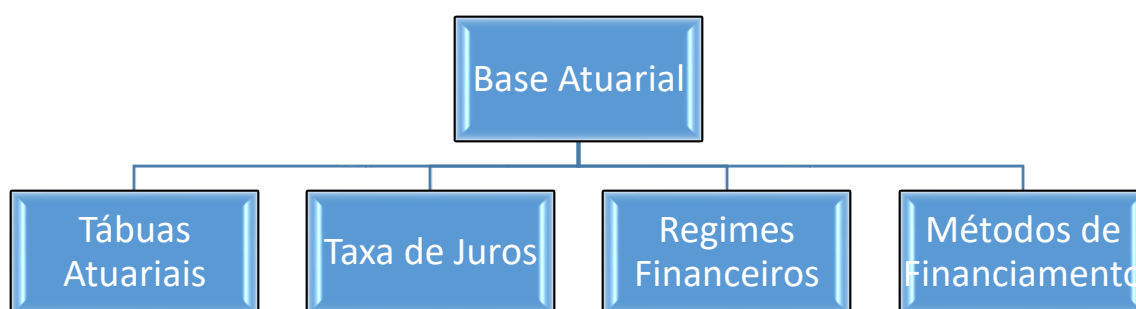 Base Atuarial
Tábuas
Atuariais
Taxa de Juros
Regimes
Financeiros
Métodos de
Financiamento